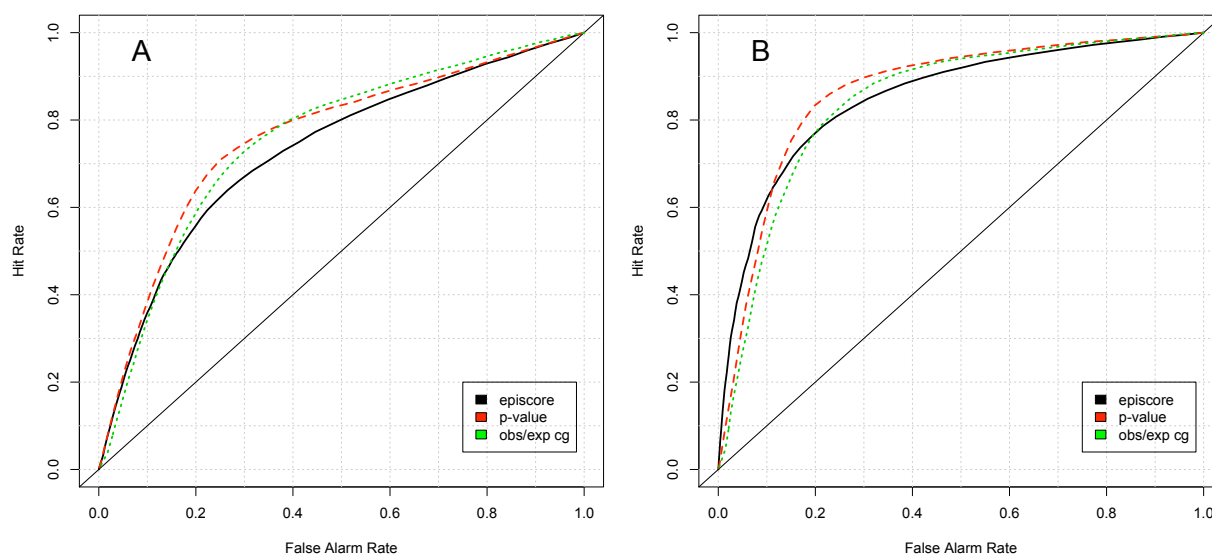 A
1.0
0.8
0.6
0.4
0.2
0.0
Hit Rate
episcore
p-value
obs/exp cg
0.0 0.2 0.4 0.6 0.8 1.0
False Alarm Rate
B
1.0
0.8
0.6
0.4
0.2
0.0
Hit Rate
episcore
p-value
obs/exp cg
0.0 0.2 0.4 0.6 0.8 1.0
False Alarm Rate